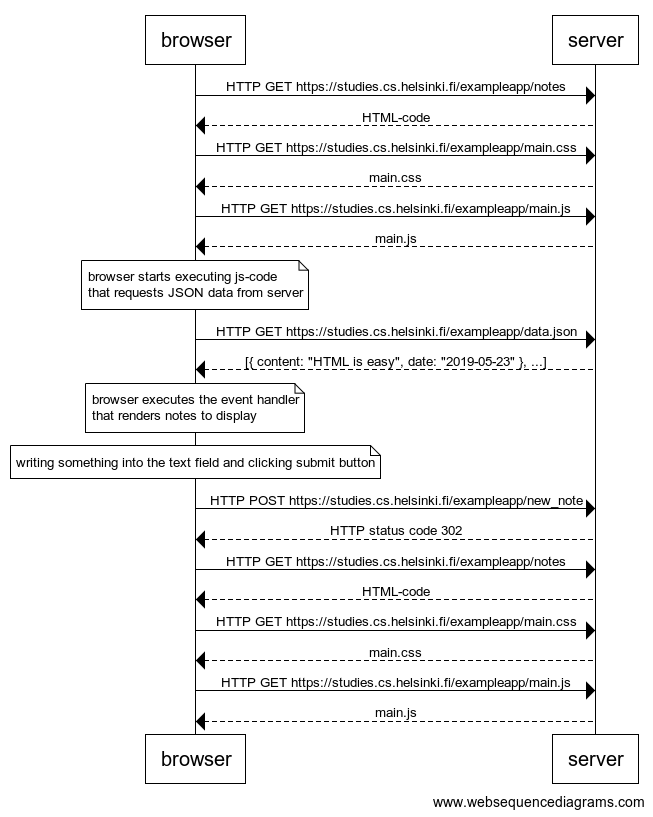 browser
server
HTTP GET https://studies.cs.helsinki.fi/exampleapp/notes
HTML-code
HTTP GET https://studies.cs.helsinki.fi/exampleapp/main.css
main.css
HTTP GET https://studies.cs.helsinki.fi/exampleapp/main.js
main.js
browser starts executing js-code
that requests JSON data from server
HTTP GET https://studies.cs.helsinki.fi/exampleapp/data.json
[{ content: "HTML is easy", date: "2019-05-23" }, ...]
browser executes the event handler
that renders notes to display
writing something into the text field and clicking submit button
HTTP POST https://studies.cs.helsinki.fi/exampleapp/new_note
HTTP status code 302
HTTP GET https://studies.cs.helsinki.fi/exampleapp/notes
HTML-code
HTTP GET https://studies.cs.helsinki.fi/exampleapp/main.css
main.css
HTTP GET https://studies.cs.helsinki.fi/exampleapp/main.js
main.js
browser
server
www.websequencediagrams.com